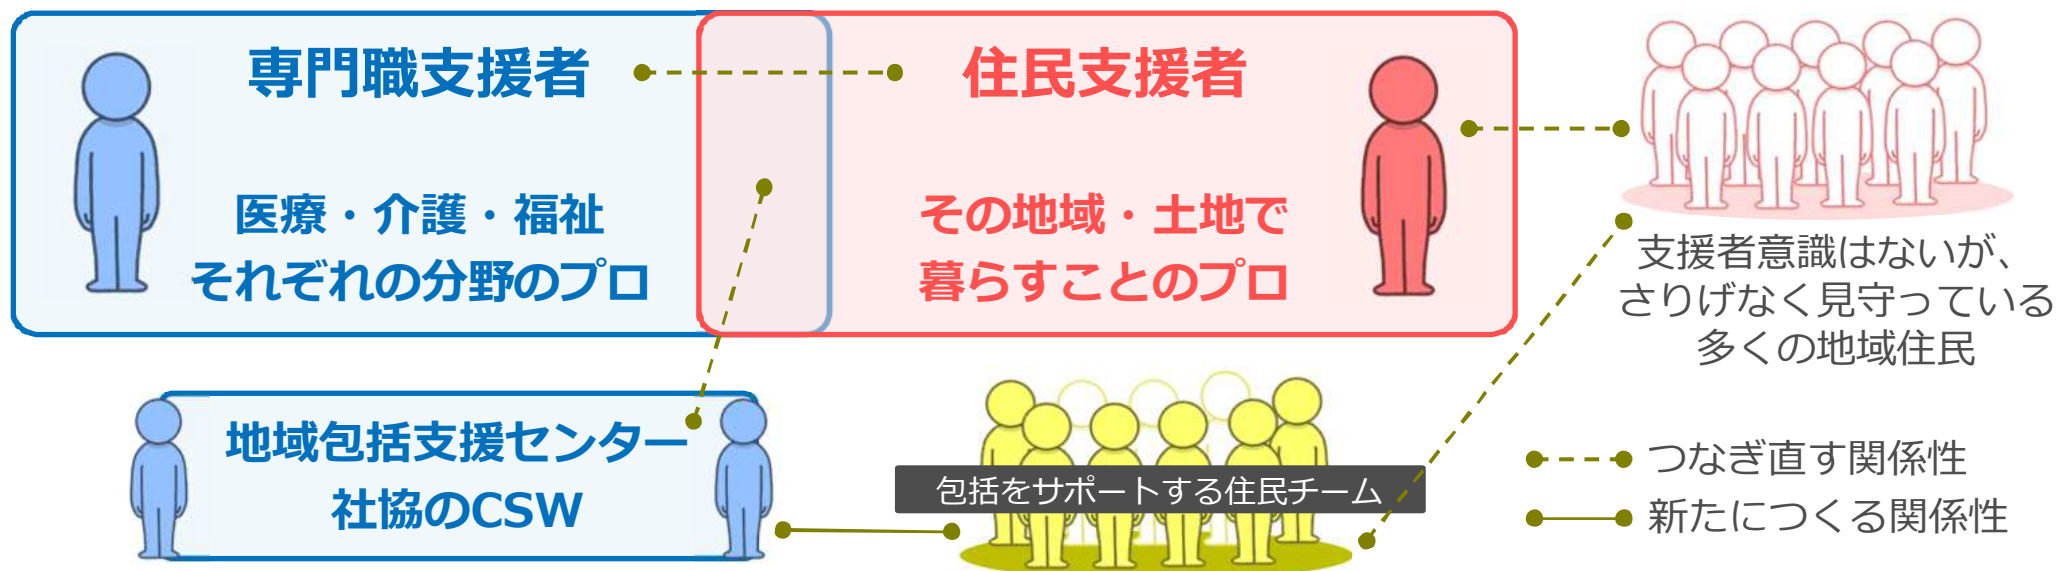 専門職支援者
医療・介護・福祉
それぞれの分野のプロ
住民支援者
その地域・土地で
暮らすことのプロ
支援者意識はないが、
さりげなく見守っている
多くの地域住民
地域包括支援センター
社協のCSW
包括をサポートする住民チーム
つなぎ直す関係性
新たにつくる関係性